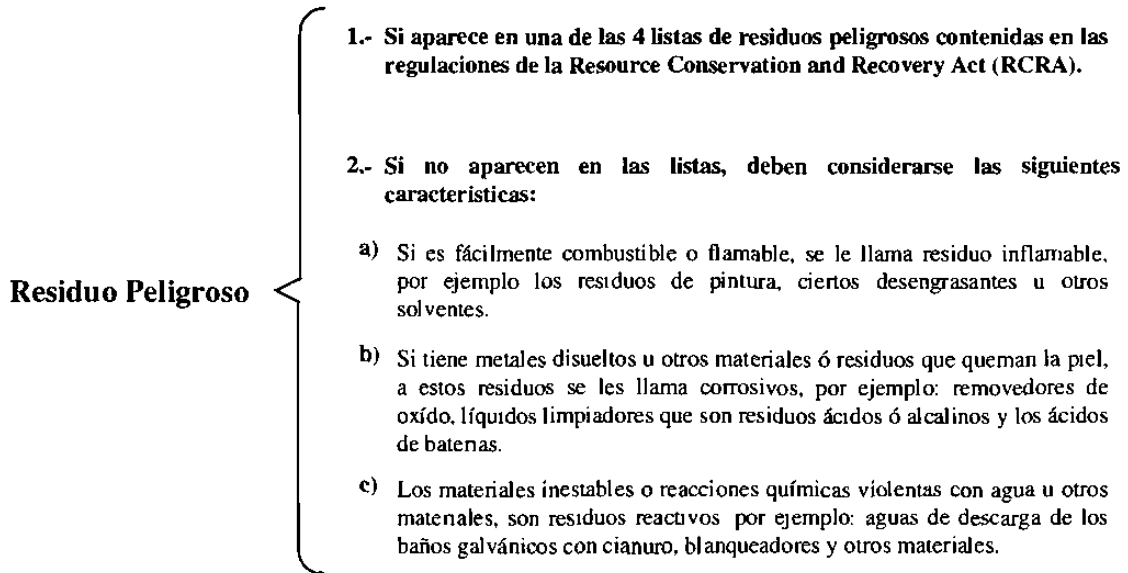 1.- Si aparece en una de las 4 listas de residuos peligrosos contenidas en las
regulaciones de la Resource Conservation and Recovery Act (RCRA).
2.- Si no aparecen en las listas, deben considerarse las siguientes
características:
a) Si es fácilmente combustible o flamable, se le llama residuo inflamable,
por ejemplo los residuos de pintura, ciertos desengrasantes u otros
solventes.
Residuo Peligroso
b) Si tiene metales disueltos u otros materiales ó residuos que queman la piel,
a estos residuos se les llama corrosivos, por ejemplo: removedores de
oxído, líquidos limpiadores que son residuos ácidos ó alcalinos y los ácidos
de baterias.
c) Los materiales inestables o reacciones químicas violentas con agua u otros
materiales, son residuos reactivos por ejemplo: aguas de descarga de los
baños galvánicos con cianuro, blanqueadores y otros materiales.